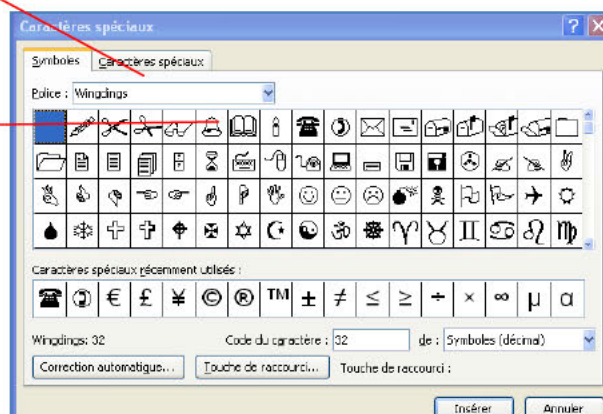 Caractères spéciaux
Symboles Caractères spéciaux
Police : Wingdings
Caractères spéciaux récemment utilisés :
€ £ ¥ © ® ™ ± ≠ ≤ ≥ ÷ × ∞ µ α
Wingdings: 32 Code du caractère : 32 de : Symboles (décimal)
Correction automatique... Touche de raccourci... Touche de raccourci :
Insérer Annuler